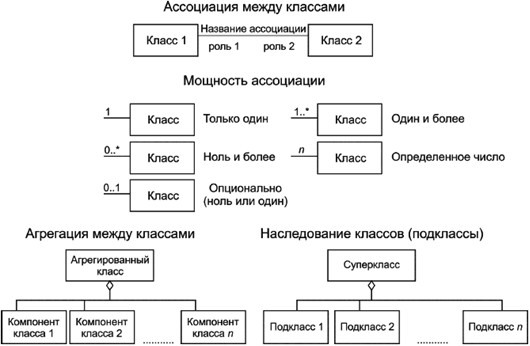 Ассоциация между классами
Класс 1
Название ассоциации
роль 1
роль 2
Класс 2
Мощность ассоциации
1
Класс
Только один
1..*
Класс
Один и более
0..*
Класс
Ноль и более
n
Класс
Определенное число
0..1
Класс
Опционально
(ноль или один)
Агрегация между классами
Агрегированный
класс
Компонент
класса 1
Компонент
класса 2
...........
Компонент
класса n
Наследование классов (подклассы)
Суперкласс
Подкласс 1
Подкласс 2
...........
Подкласс n